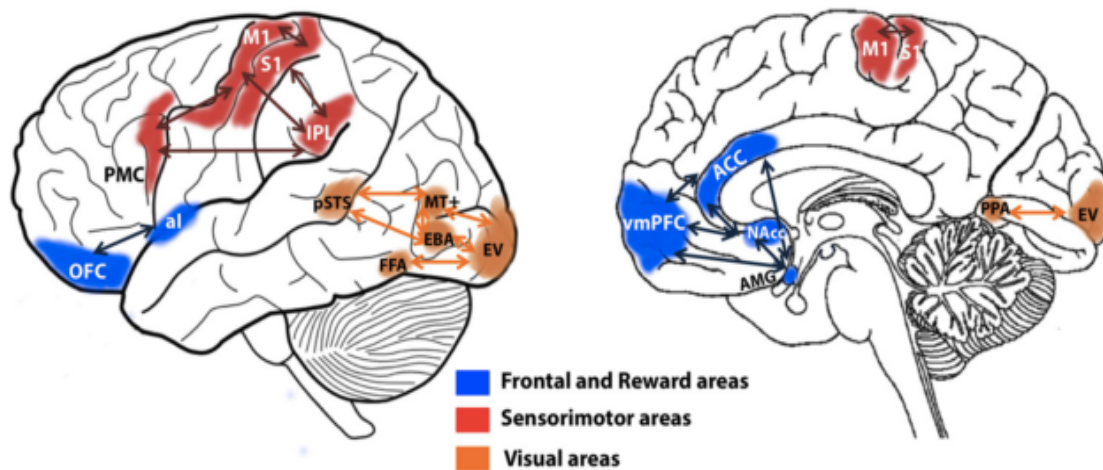 M1
S1
IPL
PMC
aI
OFC
pSTS
MT+
EBA
FFA
EV
M1
S1
ACC
vmPFC
NAcc
AMG
PPA
EV
Frontal and Reward areas
Sensorimotor areas
Visual areas